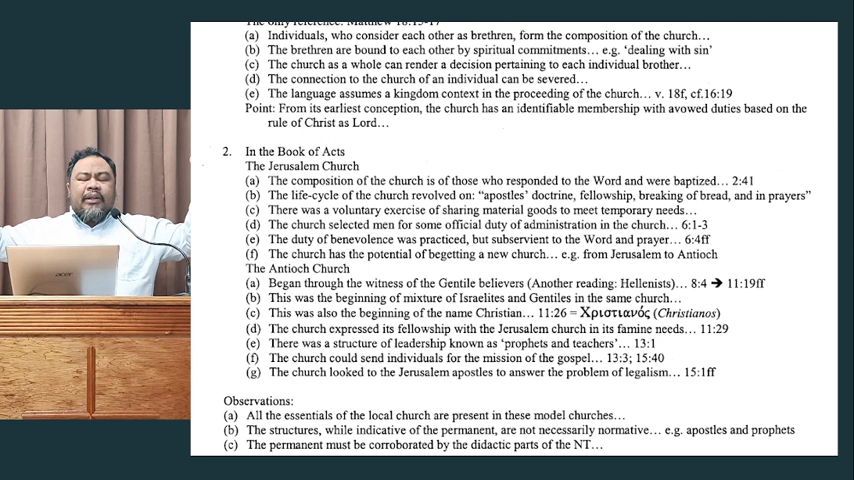 The only reference: Matthew 18:15-17
(a) Individuals, who consider each other as brethren, form the composition of the church…
(b) The brethren are bound to each other by spiritual commitments… e.g. ‘dealing with sin’
(c) The church as a whole can render a decision pertaining to each individual brother…
(d) The connection to the church of an individual can be severed…
(e) The language assumes a kingdom context in the proceeding of the church… v. 18f, cf.16:19
Point: From its earliest conception, the church has an identifiable membership with avowed duties based on the
rule of Christ as Lord…
2. In the Book of Acts
The Jerusalem Church
(a) The composition of the church is of those who responded to the Word and were baptized… 2:41
(b) The life-cycle of the church revolved on: “apostles’ doctrine, fellowship, breaking of bread, and in prayers”
(c) There was a voluntary exercise of sharing material goods to meet temporary needs…
(d) The church selected men for some official duty of administration in the church… 6:1-3
(e) The duty of benevolence was practiced, but subservient to the Word and prayer… 6:4ff
(f) The church has the potential of begetting a new church… e.g. from Jerusalem to Antioch
The Antioch Church
(a) Began through the witness of the Gentile believers (Another reading: Hellenists)… 8:4 → 11:19ff
(b) This was the beginning of mixture of Israelites and Gentiles in the same church…
(c) This was also the beginning of the name Christian… 11:26 = Χριστιανός (Christianos)
(d) The church expressed its fellowship with the Jerusalem church in its famine needs… 11:29
(e) There was a structure of leadership known as ‘prophets and teachers’… 13:1
(f) The church could send individuals for the mission of the gospel… 13:3; 15:40
(g) The church looked to the Jerusalem apostles to answer the problem of legalism… 15:1ff
Observations:
(a) All the essentials of the local church are present in these model churches…
(b) The structures, while indicative of the permanent, are not necessarily normative… e.g. apostles and prophets
(c) The permanent must be corroborated by the didactic parts of the NT…
acer